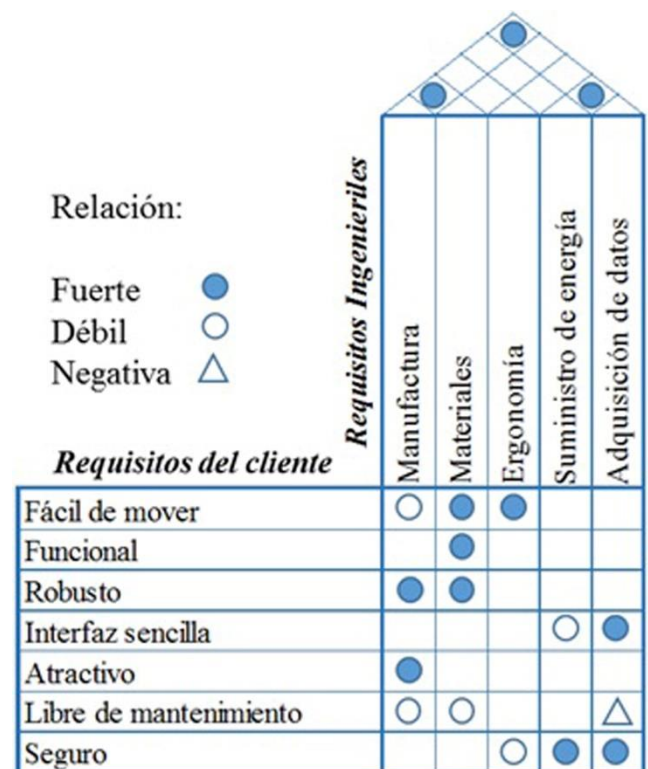 Relación:
Fuerte
Débil
Negativa
Requisitos Ingenieriles
Requisitos del cliente
Manufactura
Materiales
Ergonomía
Suministro de energía
Adquisición de datos
Fácil de mover
Funcional
Robusto
Interfaz sencilla
Atractivo
Libre de mantenimiento
Seguro